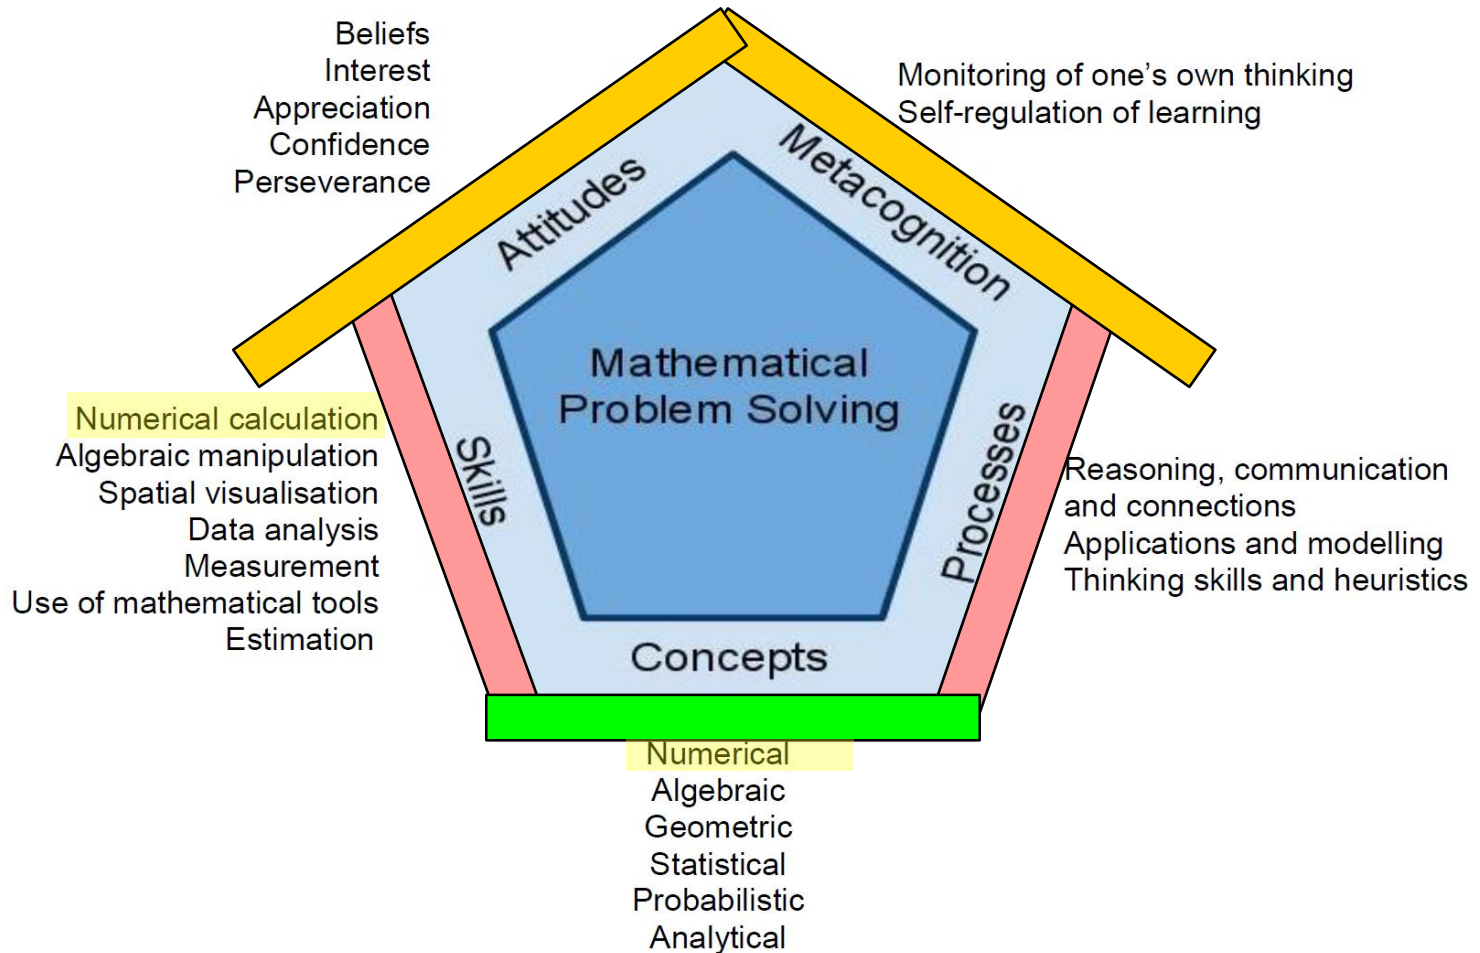 Beliefs
Interest
Appreciation
Confidence
Perseverance
Monitoring of one's own thinking
Self-regulation of learning
Attitudes
Metacognition
Mathematical
Problem Solving
Skills
Processes
Concepts
Numerical calculation
Algebraic manipulation
Spatial visualisation
Data analysis
Measurement
Use of mathematical tools
Estimation
Reasoning, communication
and connections
Applications and modelling
Thinking skills and heuristics
Numerical
Algebraic
Geometric
Statistical
Probabilistic
Analytical